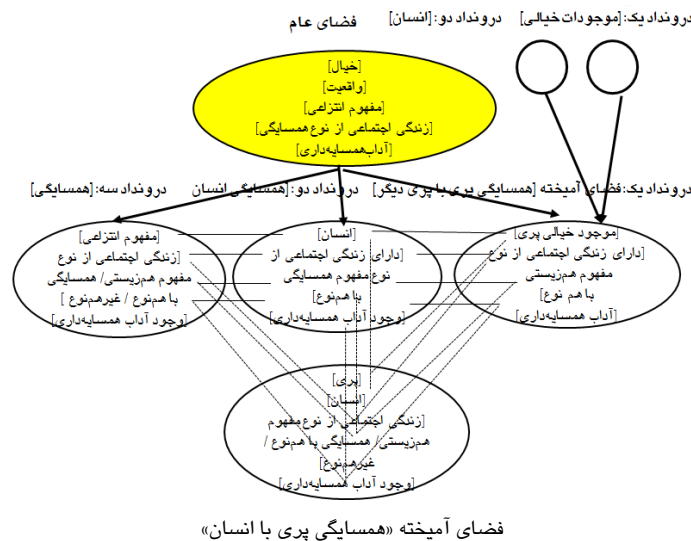 دروندادیک:[موجودات خیالی] درونداد دو:[انسان]
فضای عام
[خیال]
[واقعیت]
[مفهوم انتزاعی]
[زندگی اجتماعی از نوع همسایگی]
[آداب‌همسایه‌داری]
دروندادیک:فضای آمیخته [همسایگی پری با پری دیگر]
درونداد دو:[همسایگی انسان
درونداد سه:[همسایگی]
[موجود خیالی پری]
[دارای زندگی اجتماعی از نوع
مفهوم هم‌زیستی
با هم نوع]
[آداب همسایه‌داری]
[انسان]
[دارای زندگی اجتماعی از
نوع مفهوم همسایگی
با هم‌نوع]
[وجود آداب همسایه‌داری]
[مفهوم انتزاعی]
[زندگی اجتماعی از نوع
مفهوم هم‌زیستی/ همسایگی
با هم‌نوع / غیرهم‌نوع ]
[وجود آداب همسایه‌داری]
[پری]
[انسان]
[زندگی اجتماعی از نوع مفهوم
هم‌زیستی/ همسایگی با هم‌نوع /
غیرهم‌نوع]
[وجود آداب همسایه‌داری]
فضای آمیخته «همسایگی پری با انسان»